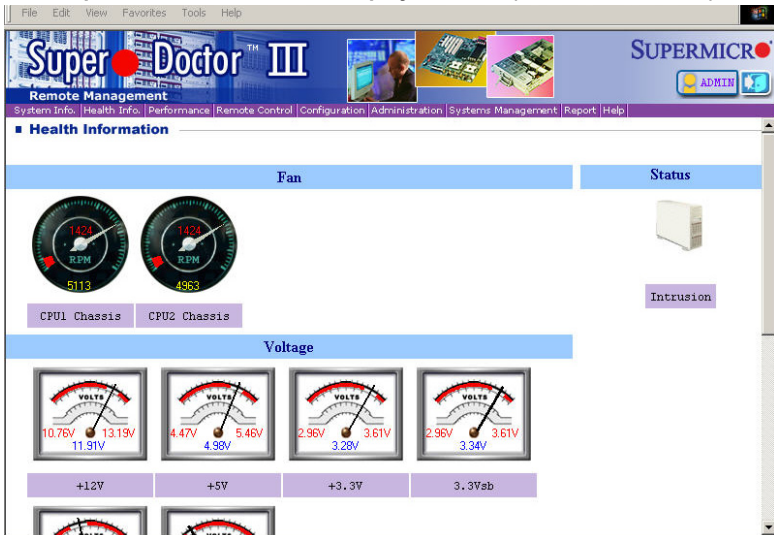 File Edit View Favorites Tools Help
Super Doctor™ III
SUPERMICR
ADMIN
Remote Management
System Info. Health Info. Performance Remote Control Configuration Administration Systems Management Report Help
Health Information
Fan
Status
1424
RPM
5113
1424
RPM
4963
CPU1 Chassis
CPU2 Chassis
Intrusion
Voltage
VOLTS
10.76V 13.19V
11.91V
VOLTS
4.47V 5.46V
4.98V
VOLTS
2.96V 3.61V
3.28V
VOLTS
2.96V 3.61V
3.34V
+12V
+5V
+3.3V
3.3Vsb